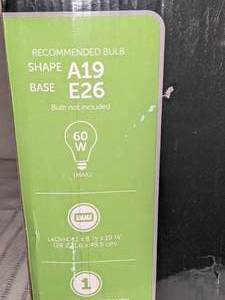 RECOMMENDED BULB
SHAPE A19
BASE E26
Bulb not included
60
W
(MAX)
1